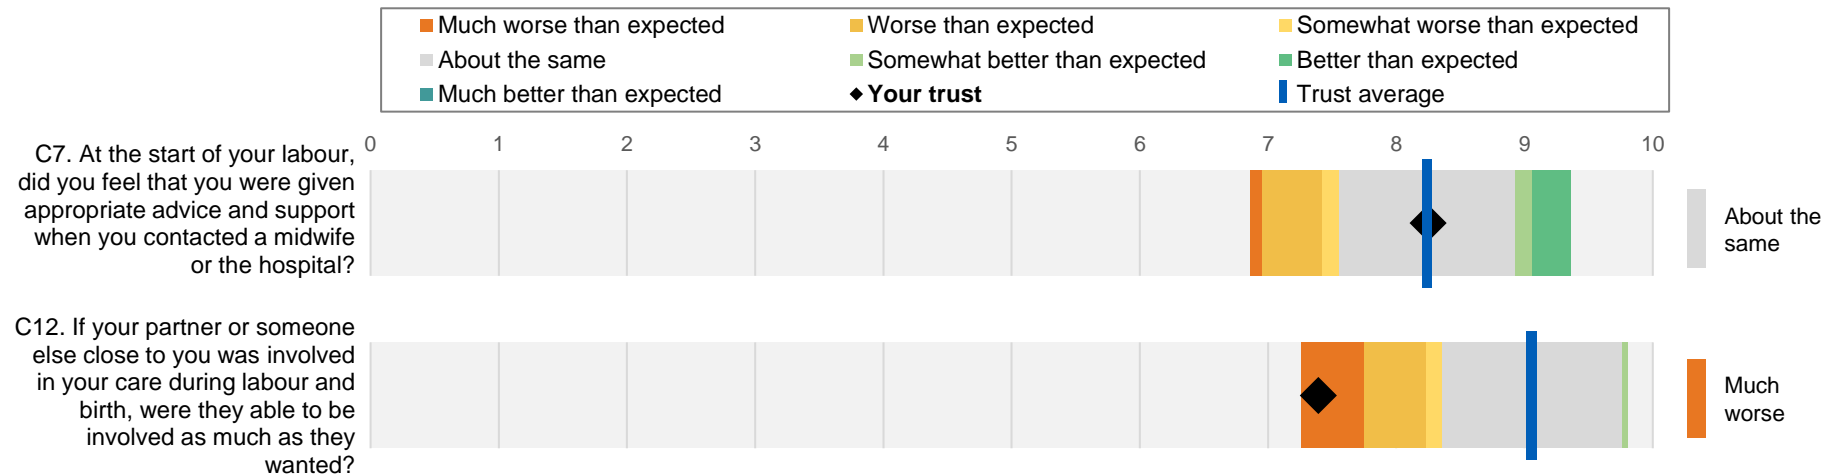 Much worse than expected
Worse than expected
Somewhat worse than expected
About the same
Somewhat better than expected
Better than expected
Much better than expected
Your trust
Trust average
0 1 2 3 4 5 6 7 8 9 10
C7. At the start of your labour,
did you feel that you were given
appropriate advice and support
when you contacted a midwife
or the hospital?
About the
same
C12. If your partner or someone
else close to you was involved
in your care during labour and
birth, were they able to be
involved as much as they
wanted?
Much
worse